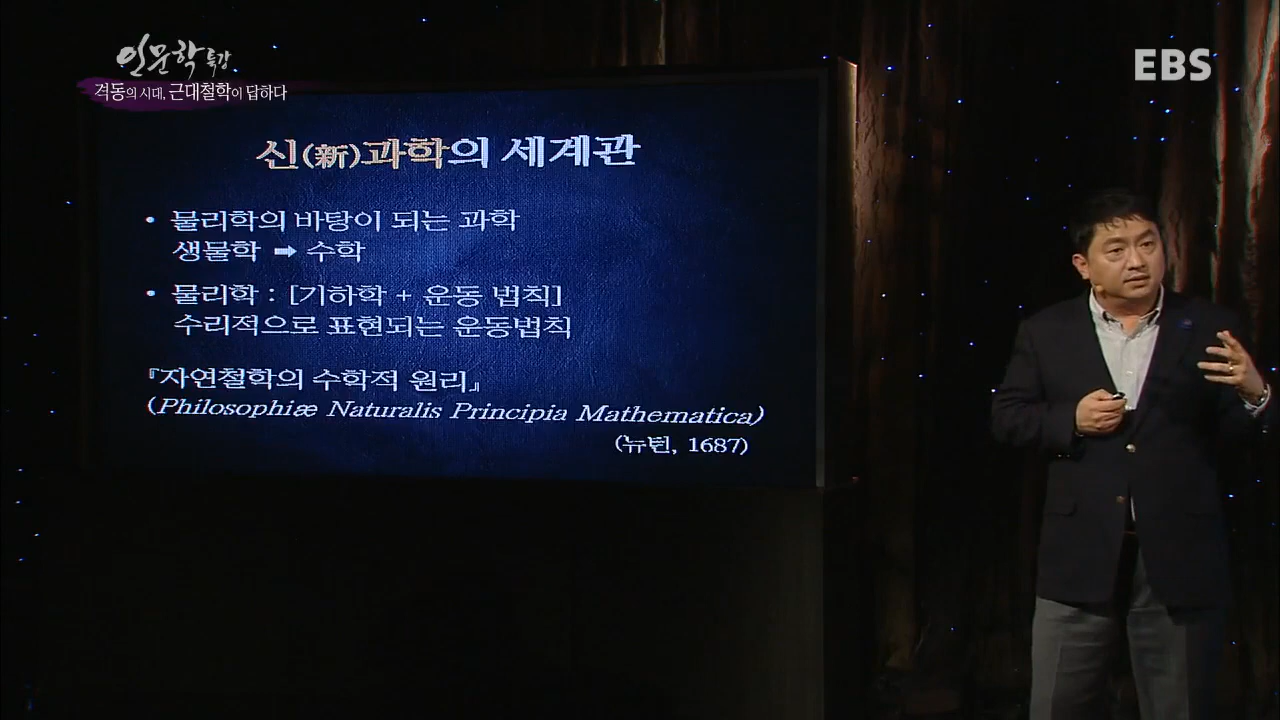 인문학 특강
격동의 시대, 근대철학이 답하다
EBS
신(新)과학의 세계관
• 물리학의 바탕이 되는 과학
생물학 ➡ 수학
• 물리학 : [기하학 + 운동 법칙]
수리적으로 표현되는 운동법칙
『자연철학의 수학적 원리』
(Philosophiæ Naturalis Principia Mathematica)
(뉴턴, 1687)